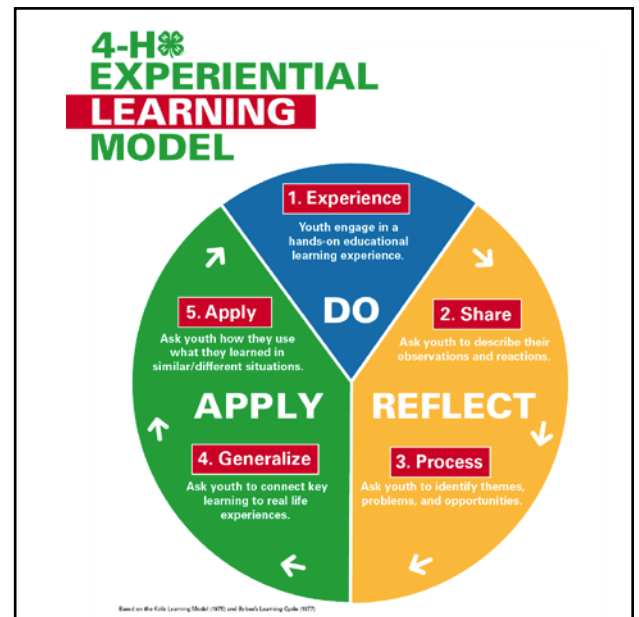 4-H
EXPERIENTIAL
LEARNING
MODEL
1. Experience
Youth engage in a
hands-on educational
learning experience.
DO
2. Share
Ask youth to describe their
observations and reactions.
REFLECT
3. Process
Ask youth to identify themes,
problems, and opportunities.
4. Generalize
Ask youth to connect key
learning to real life
experiences.
APPLY
5. Apply
Ask youth how they use
what they learned in
similar/different situations.
Based on the Kolb Learning Model (1975) and Bybee's Learning Cycle (1977)